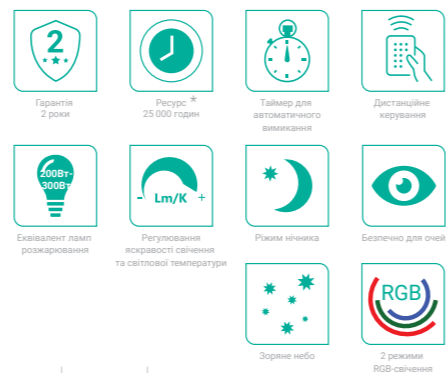 2
Гарантія
2 роки
Ресурс *
25 000 годин
Таймер для
автоматичного
вимикання
Дистанційне
керування
200Вт-
300Вт
Еквівалент ламп
розжарювання
- Lm/K +
Регулювання
яскравості свічення
та світлової температури
Ріжим нічника
Безпечно для очей
Зоряне небо
RGB
2 режими
RGB-свічення